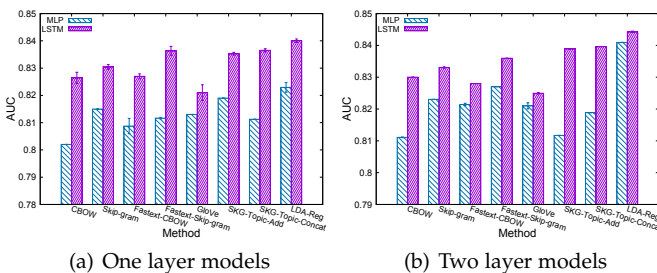 0.85
0.84
0.83
0.82
0.81
0.8
0.79
0.78
AUC
MLP
LSTM
CBOW
Skip-gram
Fastext-CBOW
Fastext-Skip-gram
Glove
SKG-Topic-Add
SKG-Topic-Concat
LDA-Reg
Method
(a) One layer models
0.85
0.84
0.83
0.82
0.81
0.8
0.79
AUC
MLP
LSTM
CBOW
Skip-gram
Fastext-CBOW
Fastext-Skip-gram
Glove
SKG-Topic-Add
SKG-Topic-Concat
LDA-Reg
Method
(b) Two layer models